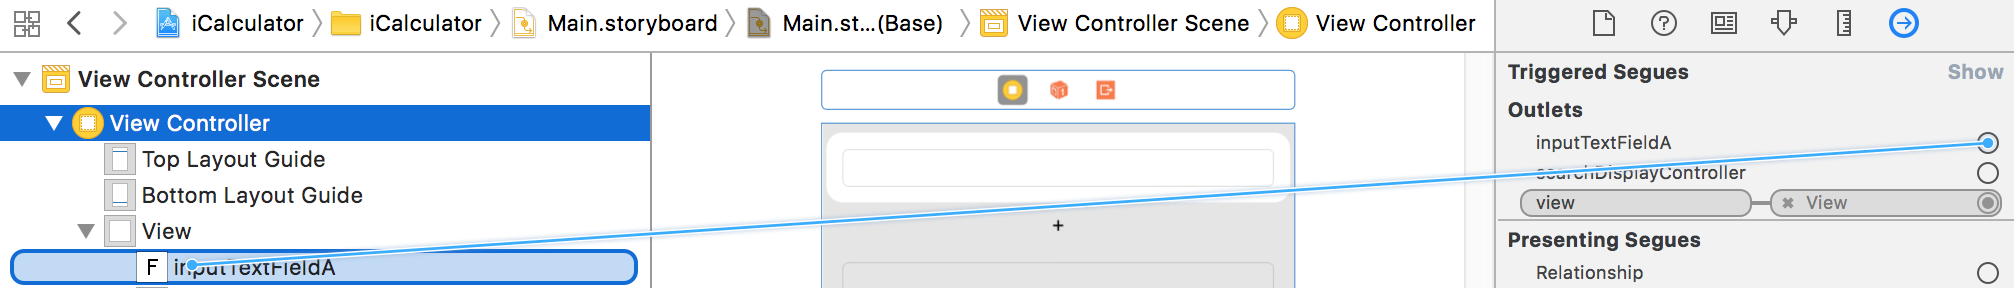 iCalculator iCalculator Main.storyboard Main.st...(Base) View Controller Scene View Controller
View Controller Scene
View Controller
Top Layout Guide
Bottom Layout Guide
View
F inputTextFieldA
+
Triggered Segues Show
Outlets
inputTextFieldA
searchDisplayController
view × View
Presenting Segues
Relationship